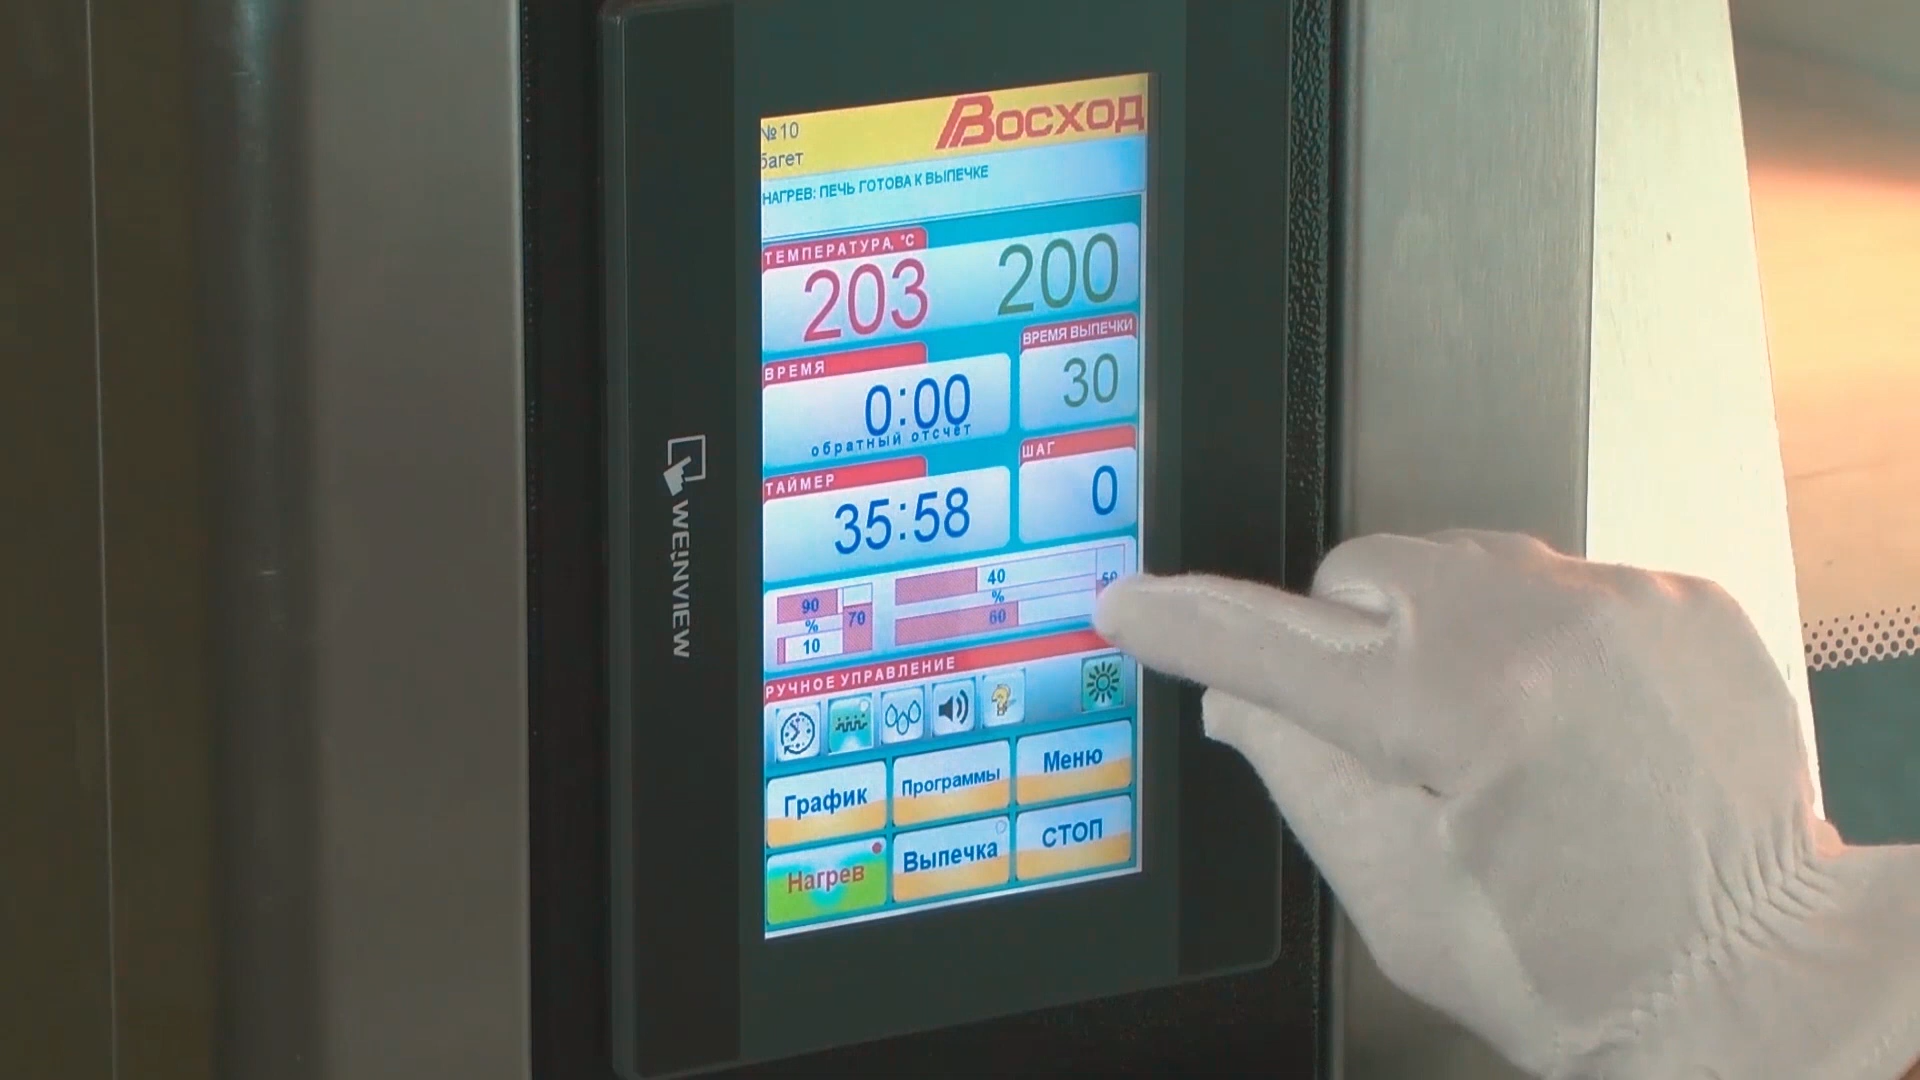 №10
багет
Восход
НАГРЕВ: ПЕЧЬ ГОТОВА К ВЫПЕЧКЕ
ТЕМПЕРАТУРА, °С
203 200
ВРЕМЯ
0:00
обратный отсчет
ВРЕМЯ ВЫПЕЧКИ
30
ТАЙМЕР
35:58
ШАГ
0
90
%
10
70
40
%
60
50
РУЧНОЕ УПРАВЛЕНИЕ
График
Программы
Меню
Нагрев
Выпечка
СТОП
WEINVIEW